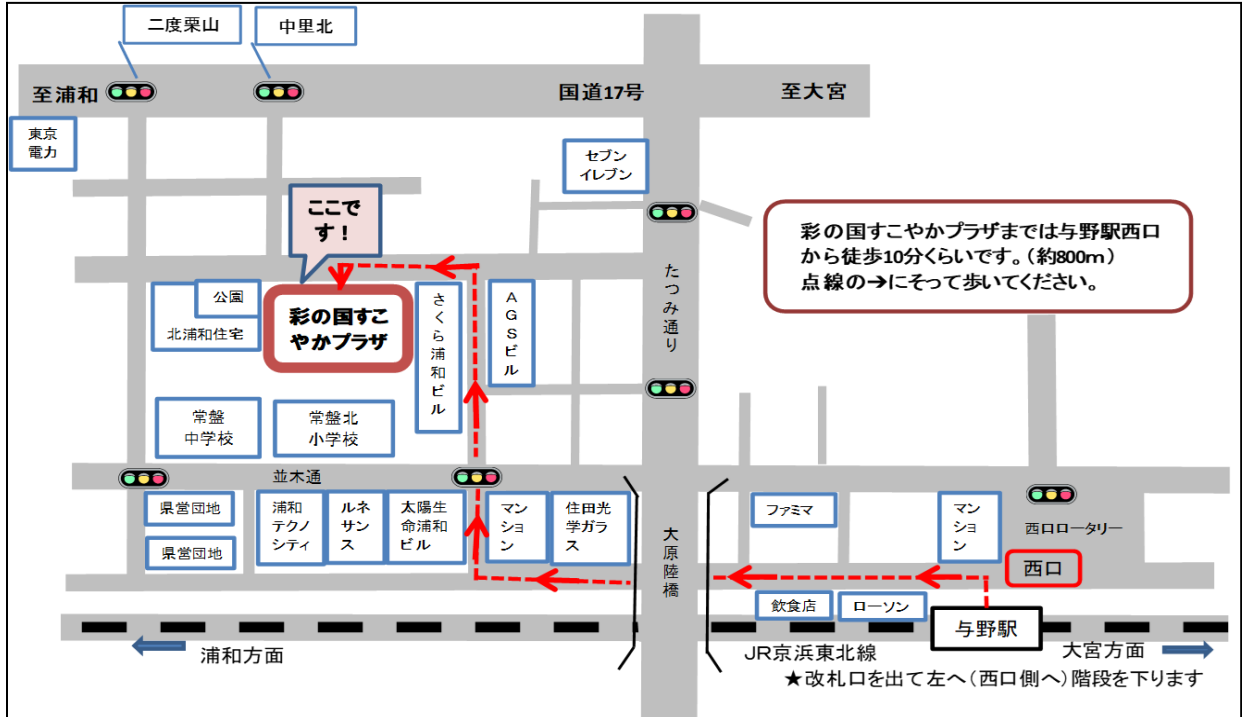 二度栗山
中里北
至浦和
国道17号
至大宮
東京
電力
セブン
イレブン
ここで
す！
彩の国すこやかプラザまでは与野駅西口
から徒歩10分くらいです。（約800ｍ）
点線の→にそって歩いてください。
たつみ通り
公園
北浦和住宅
彩の国すこ
やかプラザ
さくら浦和ビル
ＡＧＳビル
常盤
中学校
常盤北
小学校
並木通
県営団地
県営団地
浦和
テクノ
シティ
ルネ
サン
ス
太陽生
命浦和
ビル
マン
ショ
ン
住田光
学ガラ
ス
大原陸橋
ファミマ
マン
ショ
ン
西口ロータリー
西口
飲食店
ローソン
与野駅
浦和方面
JR京浜東北線
大宮方面
★改札口を出て左へ（西口側へ）階段を下ります